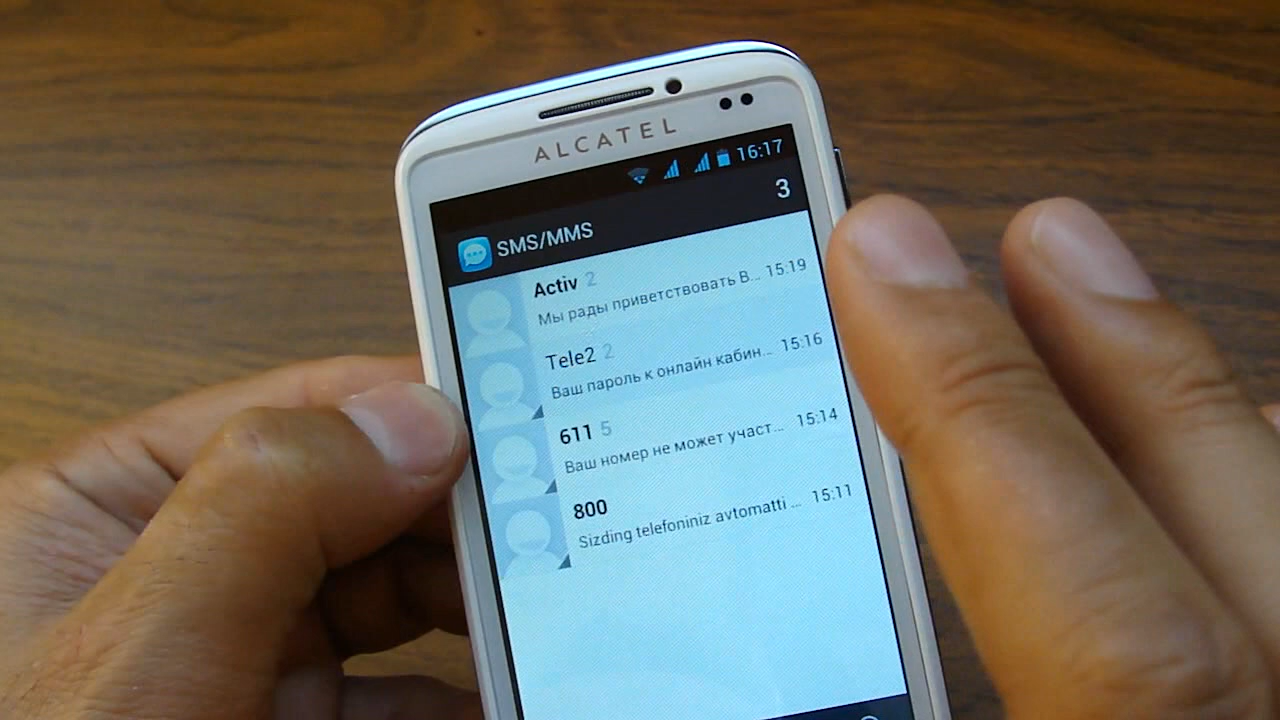 ALCATEL
16:17
SMS/MMS 3
Activ 2
Мы рады приветствовать В... 15:19
Tele2 2
Ваш пароль к онлайн кабин... 15:16
611 5
Ваш номер не может участ... 15:14
800
Sizding telefoniniz avtomatti ... 15:11